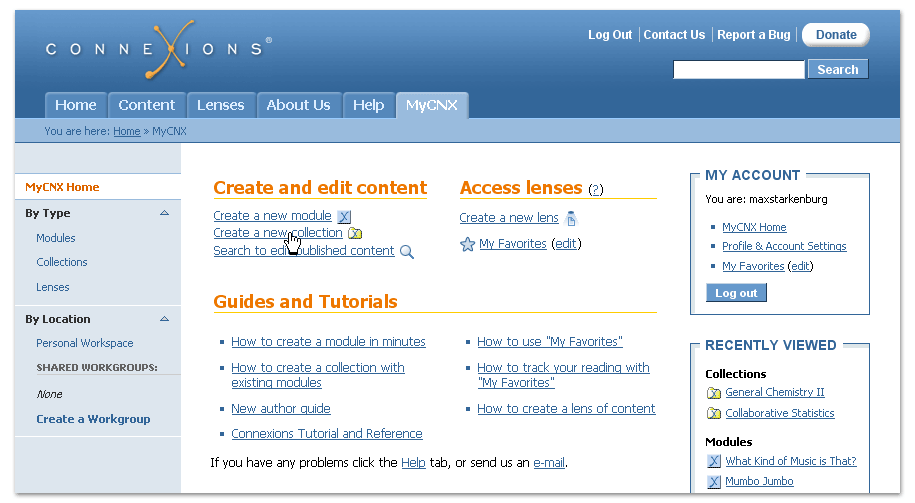 CONNEXIONS®
Log Out | Contact Us | Report a Bug | Donate
Search
Home Content Lenses About Us Help MyCNX
You are here: Home » MyCNX
MyCNX Home
By Type
Modules
Collections
Lenses
By Location
Personal Workspace
SHARED WORKGROUPS:
None
Create a Workgroup
Create and edit content
Create a new module
Create a new collection
Search to edit published content
Access lenses (?)
Create a new lens
My Favorites (edit)
Guides and Tutorials
How to create a module in minutes
How to create a collection with
existing modules
New author guide
Connexions Tutorial and Reference
How to use "My Favorites"
How to track your reading with
"My Favorites"
How to create a lens of content
If you have any problems click the Help tab, or send us an e-mail.
MY ACCOUNT
You are: maxstarkenburg
MyCNX Home
Profile & Account Settings
My Favorites (edit)
Log out
RECENTLY VIEWED
Collections
General Chemistry II
Collaborative Statistics
Modules
What Kind of Music is That?
Mumbo Jumbo